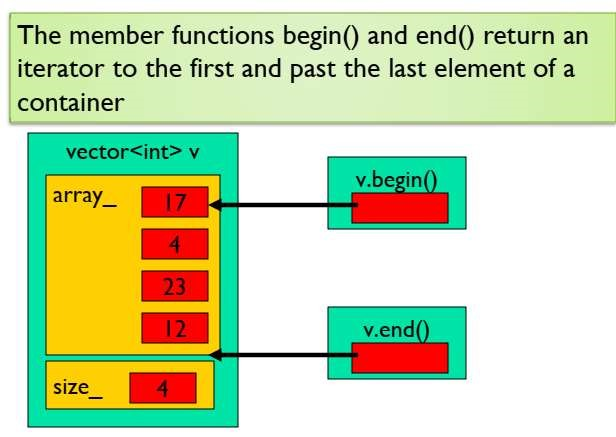 The member functions begin() and end() return an
iterator to the first and past the last element of a
container
vector<int> v
array_
17
4
23
12
size_
4
v.begin()
v.end()